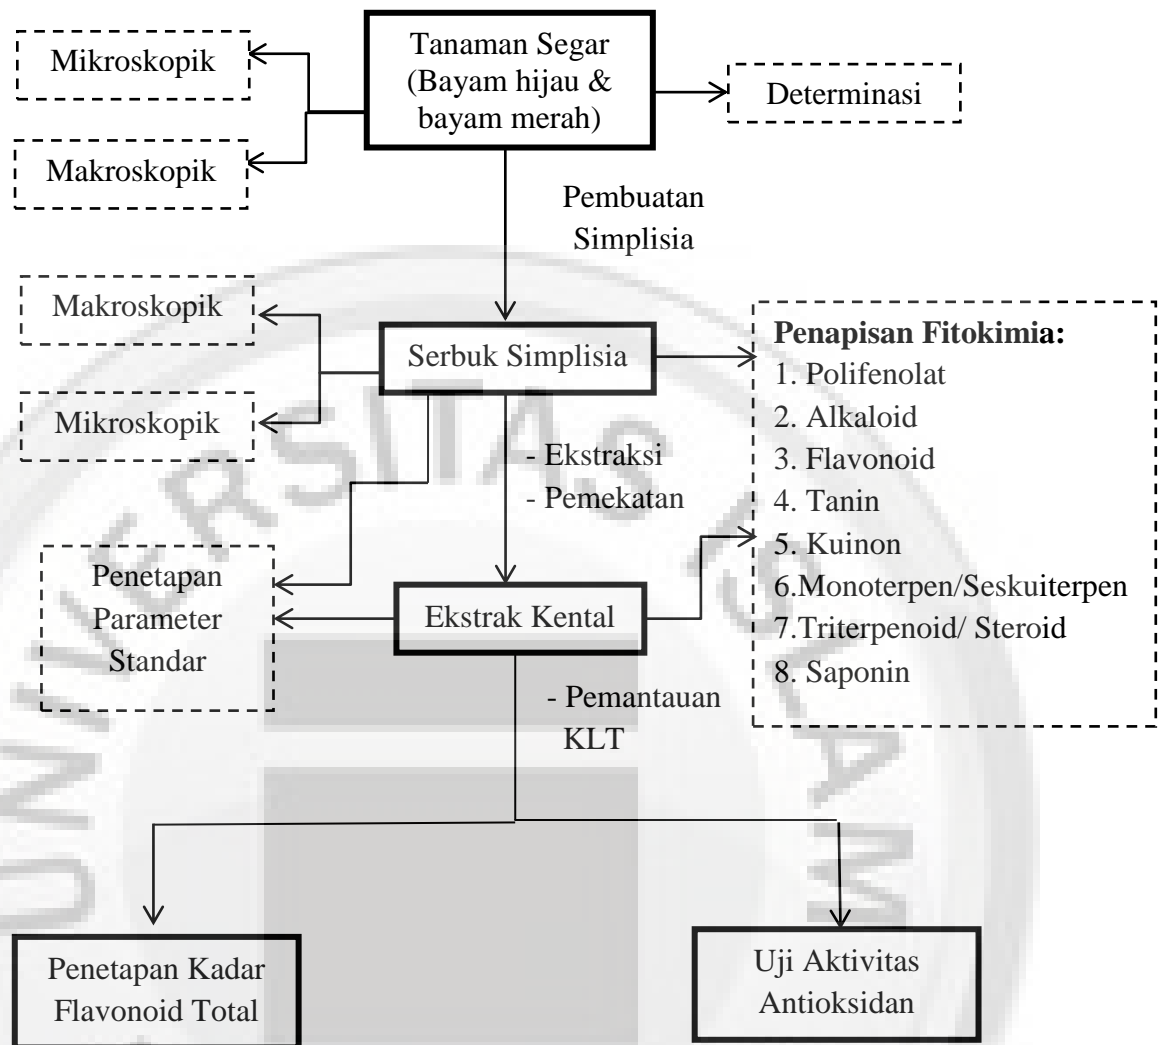 Mikroskopik
Tanaman Segar
(Bayam hijau &
bayam merah)
Determinasi
Makroskopik
Pembuatan
Simplisia
Makroskopik
Serbuk Simplisia
Mikroskopik
Penapisan Fitokimia:
1. Polifenolat
2. Alkaloid
3. Flavonoid
4. Tanin
5. Kuinon
6.Monoterpen/Seskuiterpen
7.Triterpenoid/ Steroid
8. Saponin
- Ekstraksi
- Pemekatan
Penetapan
Parameter
Standar
Ekstrak Kental
- Pemantauan
KLT
Penetapan Kadar
Flavonoid Total
Uji Aktivitas
Antioksidan
UNIVERSITAS ISLAM